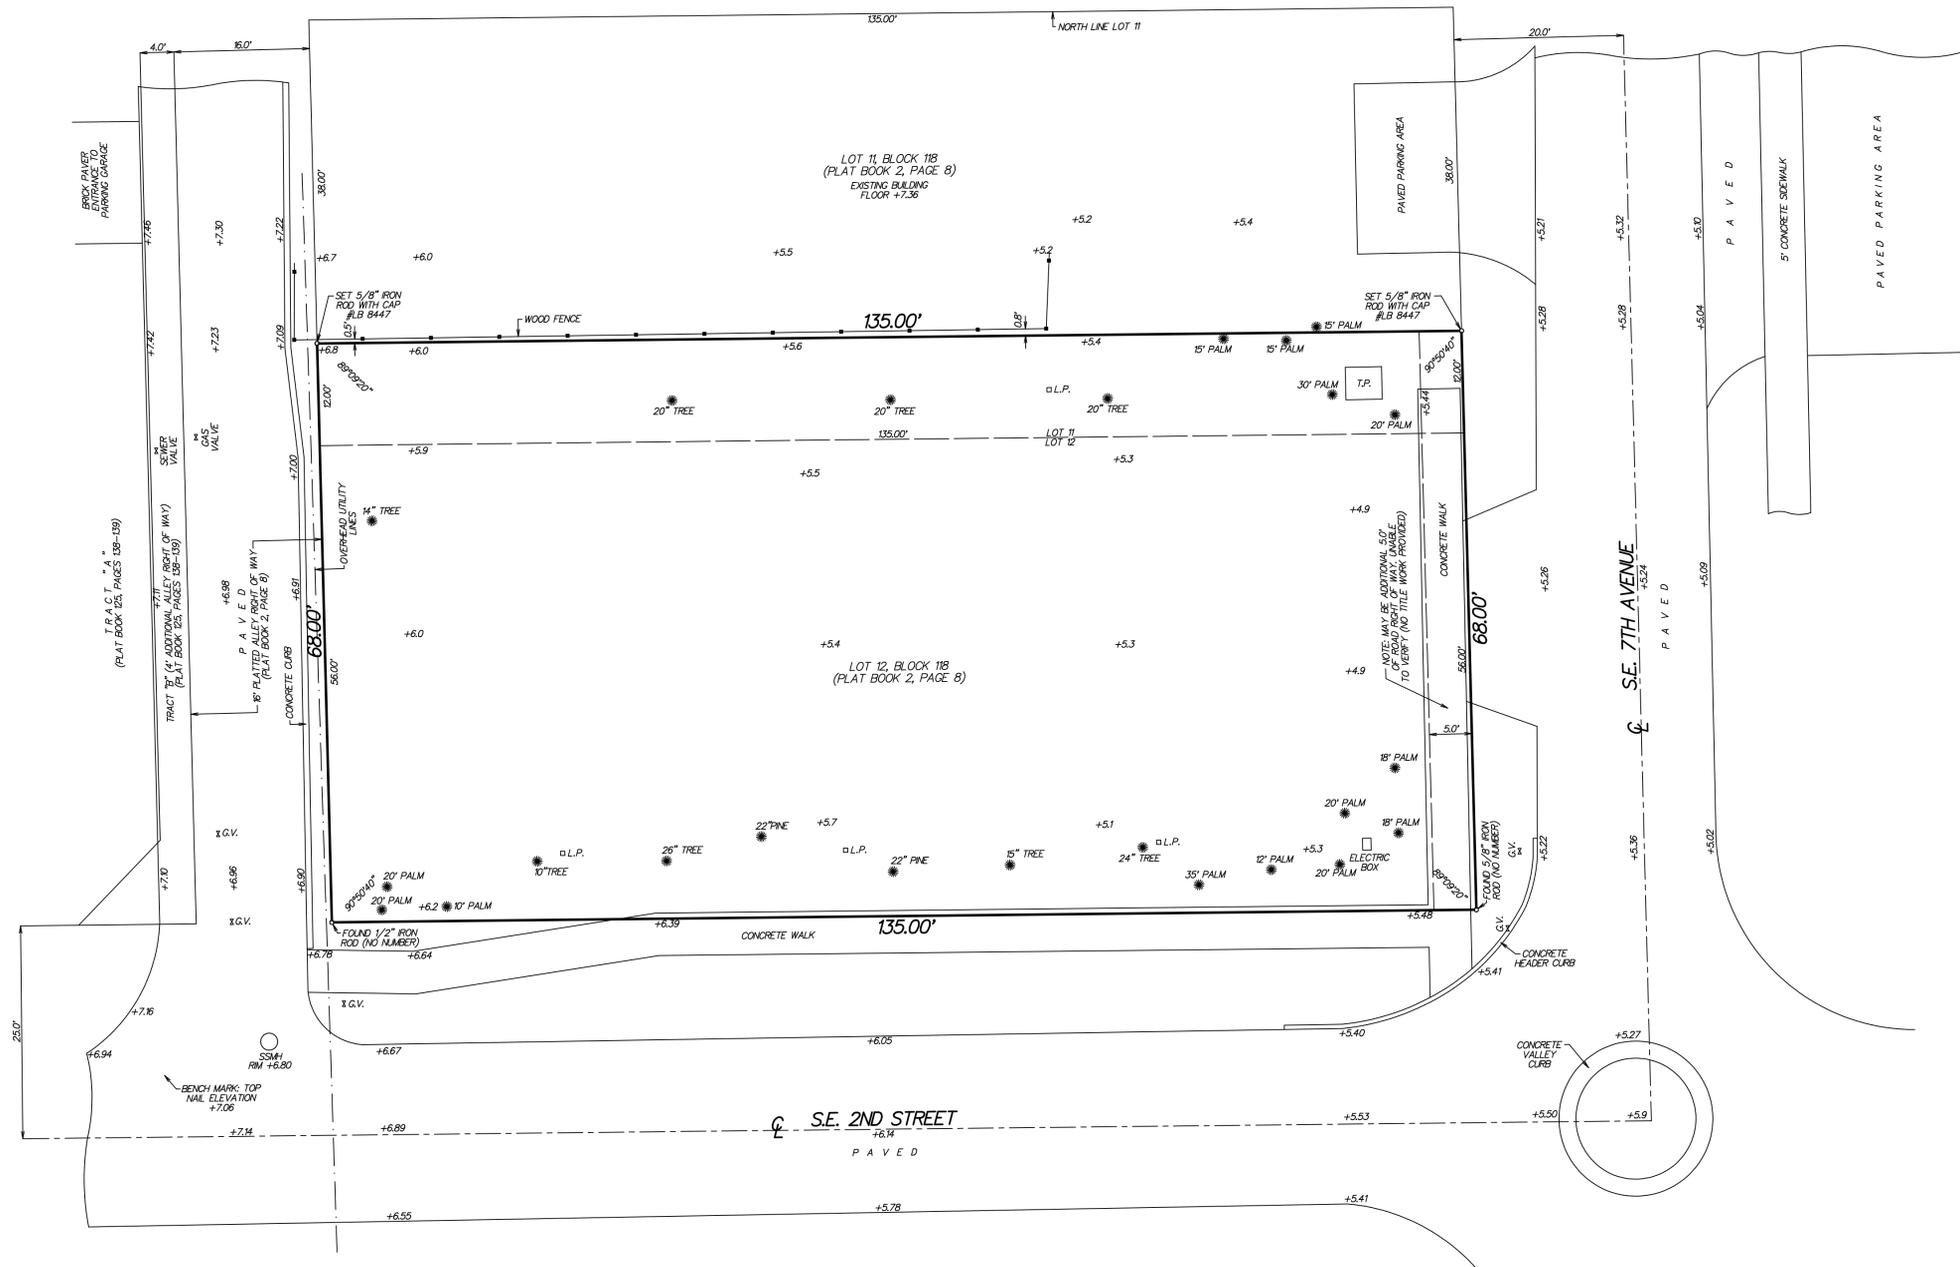 135.00'
NORTH LINE LOT 11
4.0'
16.0'
20.0'
BRICK PAVER
ENTRANCE TO
PARKING GARAGE
+7.46
+7.30
+7.22
38.00'
LOT 11, BLOCK 118
(PLAT BOOK 2, PAGE 8)
EXISTING BUILDING
FLOOR +7.36
PAVED PARKING AREA
38.00'
+5.21
+5.32
+5.10
PAVED
5' CONCRETE SIDEWALK
PAVED PARKING AREA
+5.2
+5.4
+6.7
+6.0
+5.5
+5.2
SET 5/8" IRON
ROD WITH CAP
#LB 8447
0.5'
WOOD FENCE
135.00'
0.8'
SET 5/8" IRON
ROD WITH CAP
#LB 8447
+7.42
+7.23
+7.09
+5.28
+5.28
+5.04
+6.8
+6.0
+5.6
+5.4
15' PALM
15' PALM
15' PALM
89°09'20"
90°50'40"
12.00'
12.00'
30' PALM
T.P.
L.P.
20" TREE
20" TREE
20" TREE
+5.44
20' PALM
135.00'
LOT 11
LOT 12
SEWER
VALVE
GAS
VALVE
+7.00
+5.9
+5.5
+5.3
+4.9
14" TREE
OVERHEAD UTILITY
LINES
TRACT "A"
(PLAT BOOK 125, PAGES 138-139)
TRACT "B" (4' ADDITIONAL ALLEY RIGHT OF WAY)
(PLAT BOOK 125, PAGES 138-139)
+7.11
+6.98
PAVED
16' PLATTED ALLEY RIGHT OF WAY
(PLAT BOOK 2, PAGE 8)
+6.91
CONCRETE CURB
68.00'
56.00'
+6.0
+5.4
+5.3
LOT 12, BLOCK 118
(PLAT BOOK 2, PAGE 8)
+4.9
NOTE: MAY BE ADDITIONAL 5.0'
OF ROAD RIGHT OF WAY. UNABLE
TO VERIFY (NO TITLE WORK PROVIDED)
CONCRETE WALK
68.00'
56.00'
5.0'
+5.26
S.E. 7TH AVENUE
+5.24
PAVED
+5.09
18' PALM
20' PALM
18' PALM
G.V.
22"PINE
+5.7
+5.1
L.P.
L.P.
L.P.
+5.3
10"TREE
26" TREE
22" PINE
15" TREE
24" TREE
12' PALM
20' PALM
ELECTRIC
BOX
35' PALM
+7.10
+6.96
+6.90
20' PALM
90°50'40"
20' PALM
+6.2
10' PALM
89°09'20"
FOUND 5/8" IRON
ROD (NO NUMBER)
G.V.
+5.22
+5.36
+5.02
G.V.
FOUND 1/2" IRON
ROD (NO NUMBER)
+6.39
135.00'
+5.48
G.V.
CONCRETE WALK
+6.78
+6.64
CONCRETE
HEADER CURB
+5.41
G.V.
25.0'
+7.16
+6.94
SSMH
RIM +6.80
+6.67
+6.05
+5.40
+5.27
CONCRETE
VALLEY
CURB
BENCH MARK: TOP
NAIL ELEVATION
+7.06
+7.14
+6.89
S.E. 2ND STREET
+6.14
PAVED
+5.53
+5.50
+5.9
+6.55
+5.78
+5.41